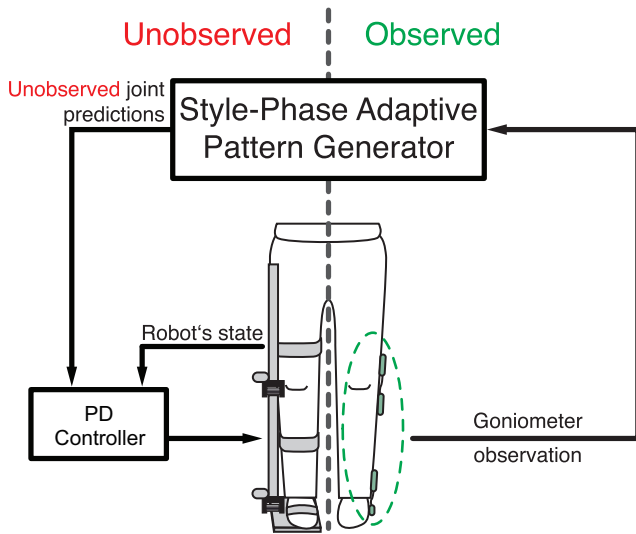 Unobserved
Observed
Unobserved joint
predictions
Style-Phase Adaptive
Pattern Generator
Robot‘s state
PD
Controller
Goniometer
observation